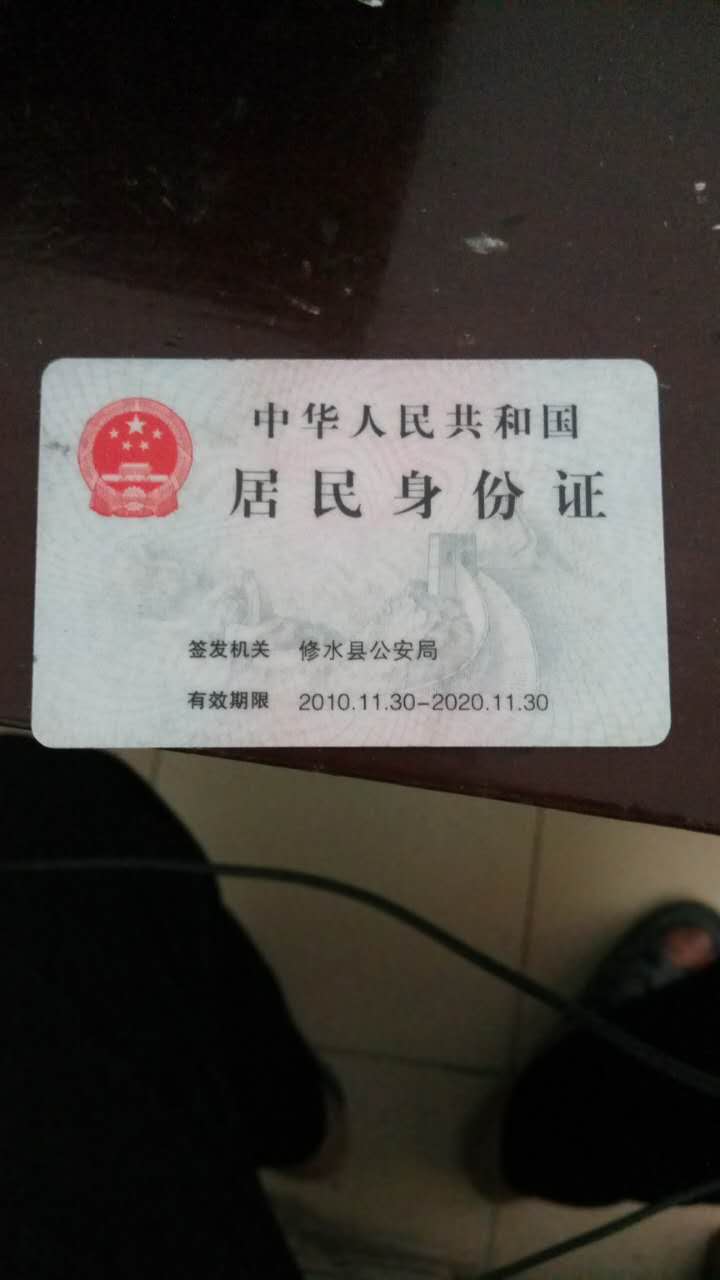 中华人民共和国
居民身份证
签发机关 修水县公安局
有效期限 2010.11.30-2020.11.30